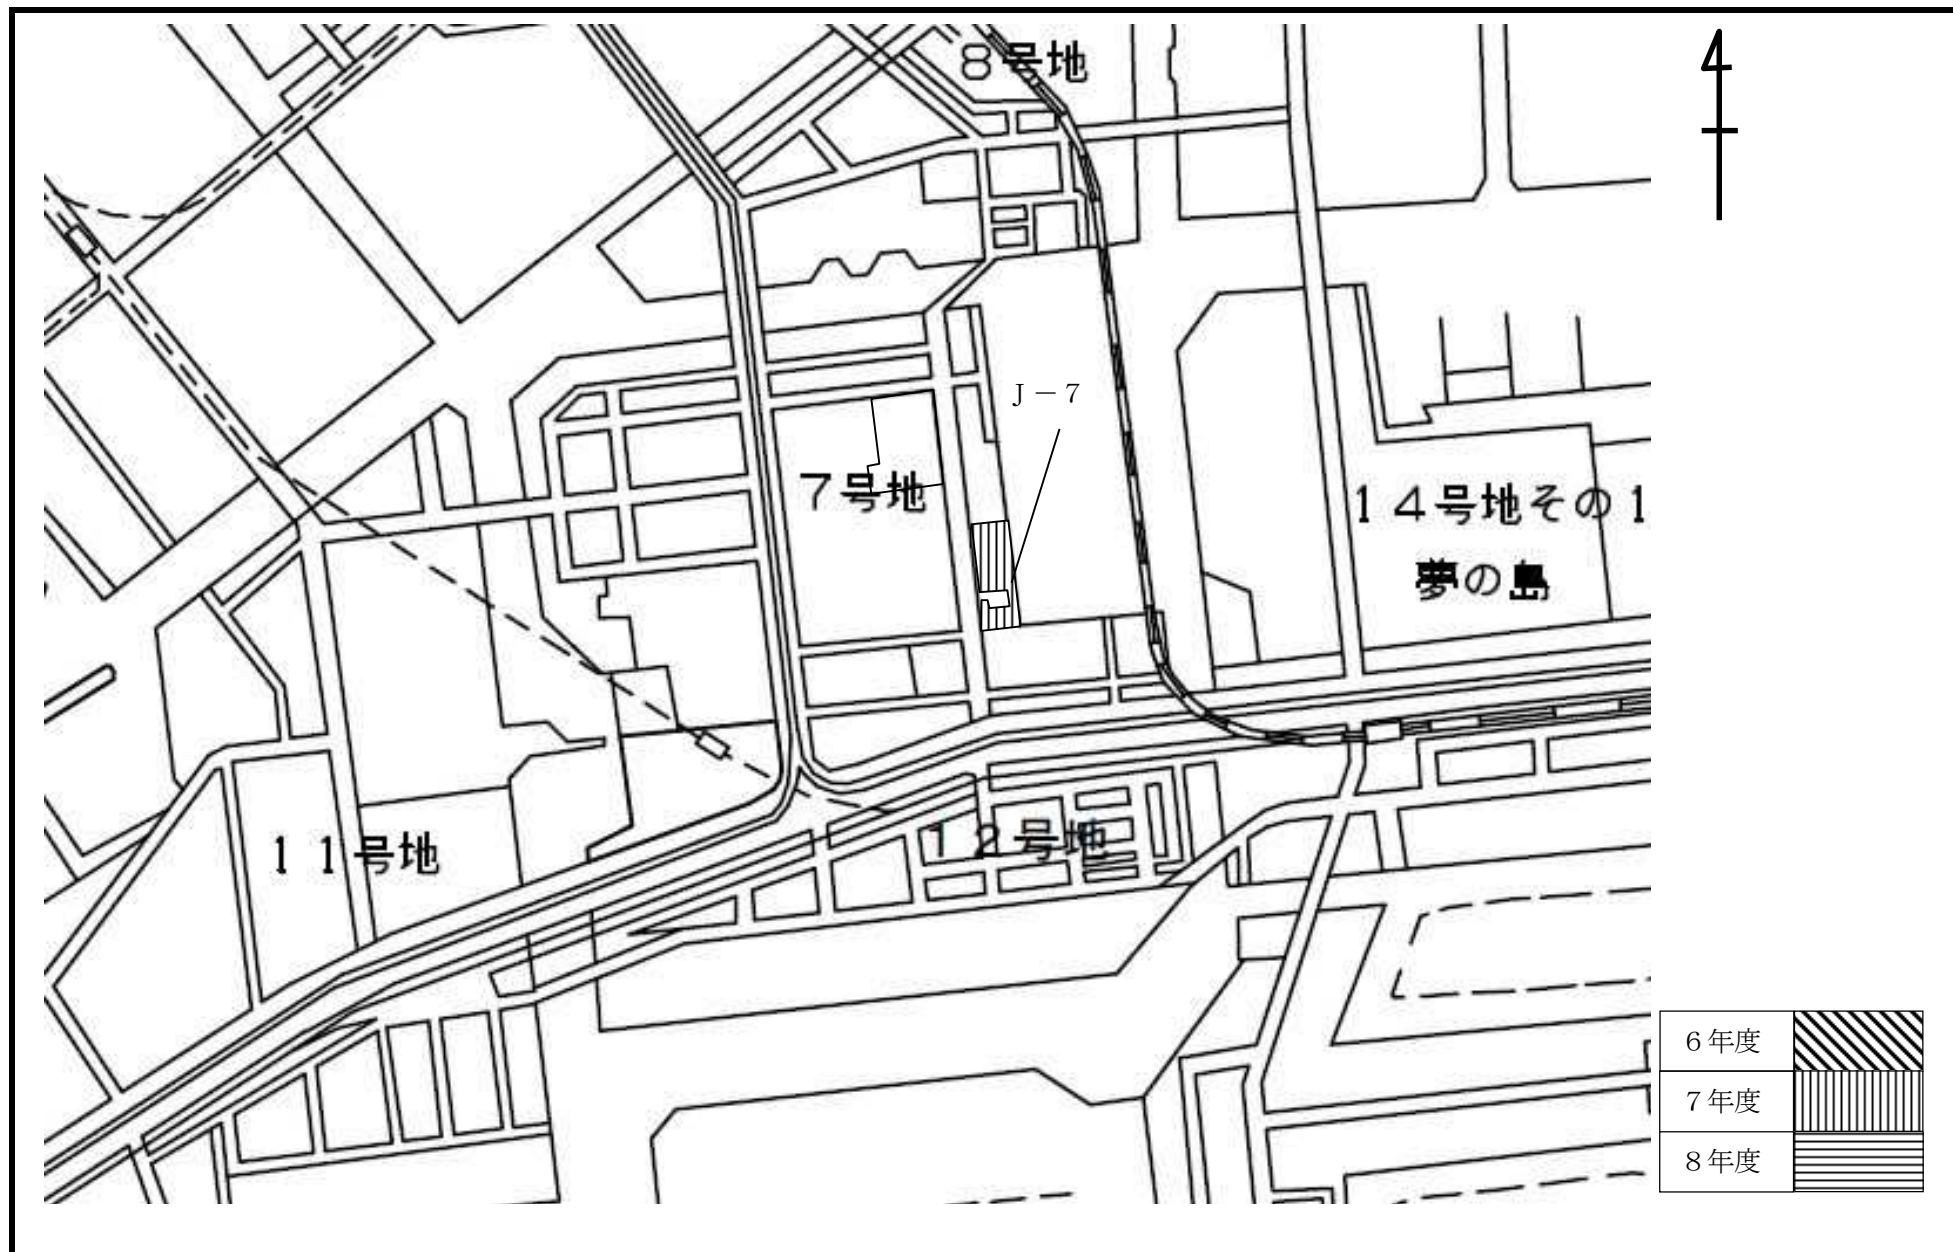 ８号地
Ｊ－７
７号地
１４号地その１
夢の島
１２号地
１１号地
６年度
７年度
８年度